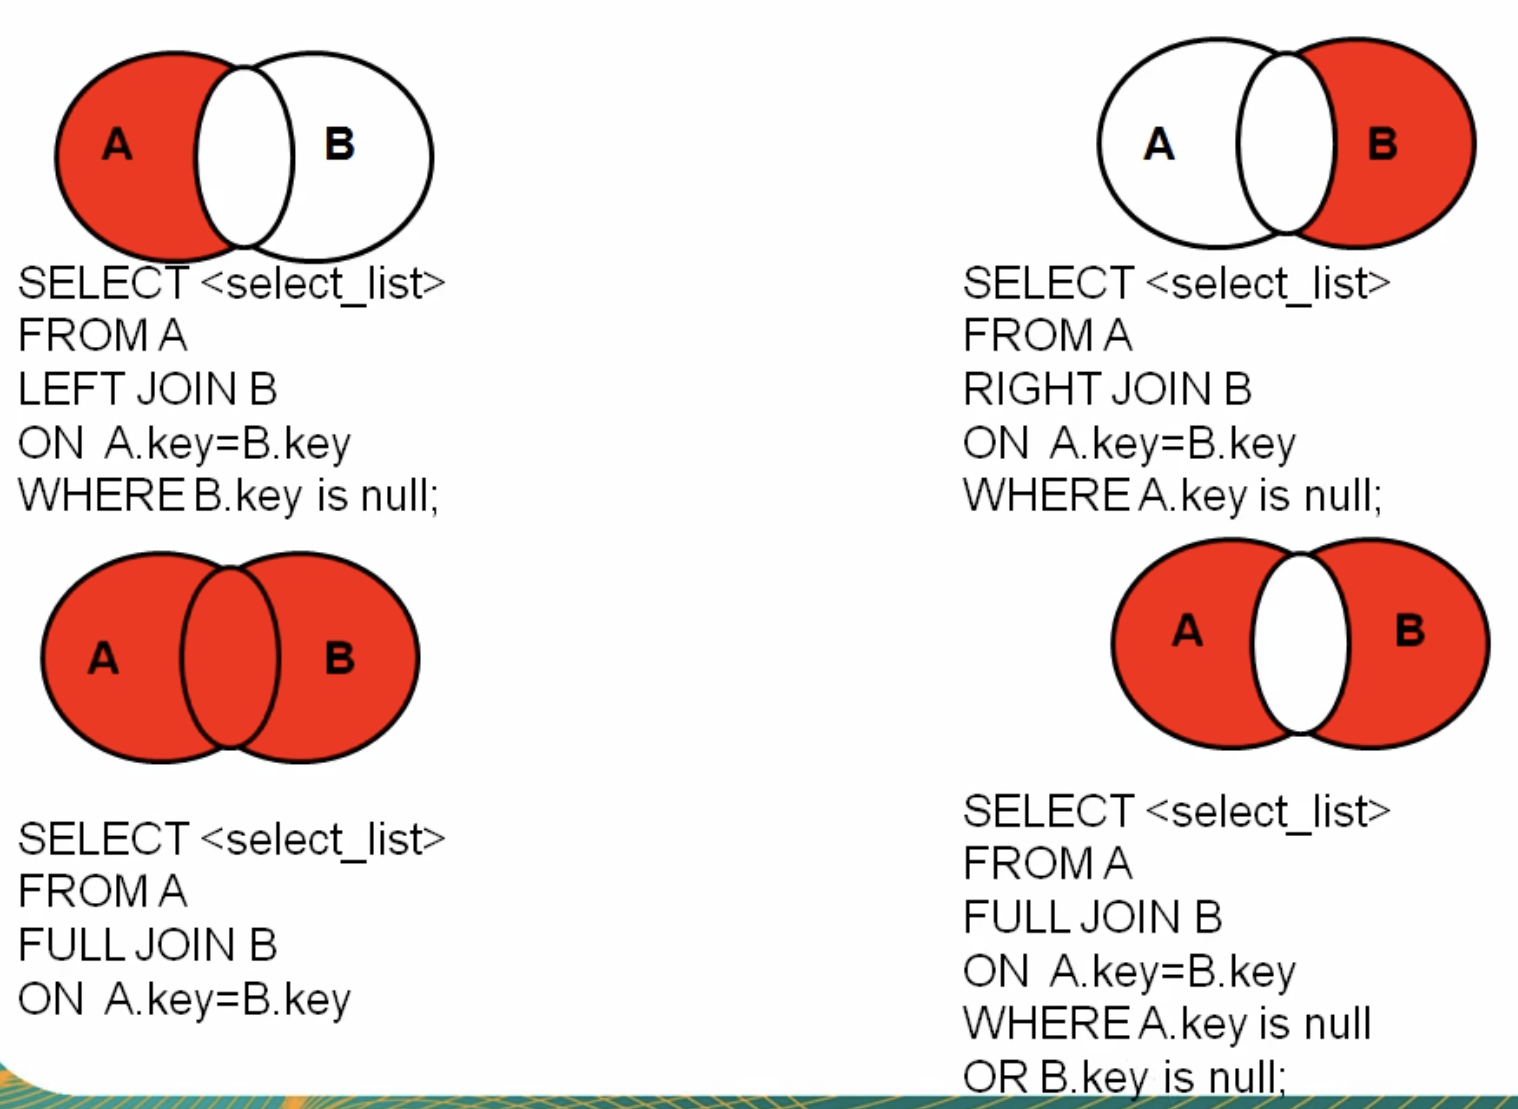 A B
SELECT <select_list>
FROM A
LEFT JOIN B
ON A.key=B.key
WHERE B.key is null;
A B
SELECT <select_list>
FROM A
RIGHT JOIN B
ON A.key=B.key
WHERE A.key is null;
A B
SELECT <select_list>
FROM A
FULL JOIN B
ON A.key=B.key
A B
SELECT <select_list>
FROM A
FULL JOIN B
ON A.key=B.key
WHERE A.key is null
OR B.key is null;